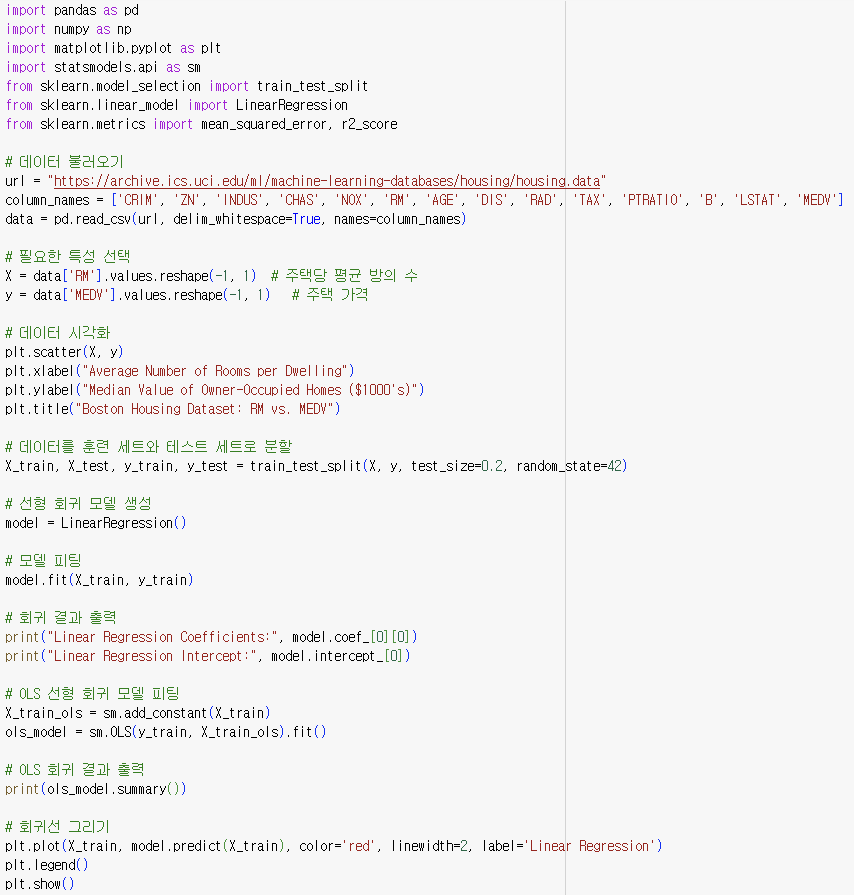 import pandas as pd
import numpy as np
import matplotlib.pyplot as plt
import statsmodels.api as sm
from sklearn.model_selection import train_test_split
from sklearn.linear_model import LinearRegression
from sklearn.metrics import mean_squared_error, r2_score
# 데이터 불러오기
url = "https://archive.ics.uci.edu/ml/machine-learning-databases/housing/housing.data"
column_names = ['CRIM', 'ZN', 'INDUS', 'CHAS', 'NOX', 'RM', 'AGE', 'DIS', 'RAD', 'TAX', 'PTRATIO', 'B', 'LSTAT', 'MEDV']
data = pd.read_csv(url, delim_whitespace=True, names=column_names)
# 필요한 특성 선택
X = data['RM'].values.reshape(-1, 1)  # 주택당 평균 방의 수
y = data['MEDV'].values.reshape(-1, 1)   # 주택 가격
# 데이터 시각화
plt.scatter(X, y)
plt.xlabel("Average Number of Rooms per Dwelling")
plt.ylabel("Median Value of Owner-Occupied Homes ($1000's)")
plt.title("Boston Housing Dataset: RM vs. MEDV")
# 데이터를 훈련 세트와 테스트 세트로 분할
X_train, X_test, y_train, y_test = train_test_split(X, y, test_size=0.2, random_state=42)
# 선형 회귀 모델 생성
model = LinearRegression()
# 모델 피팅
model.fit(X_train, y_train)
# 회귀 결과 출력
print("Linear Regression Coefficients:", model.coef_[0][0])
print("Linear Regression Intercept:", model.intercept_[0])
# OLS 선형 회귀 모델 피팅
X_train_ols = sm.add_constant(X_train)
ols_model = sm.OLS(y_train, X_train_ols).fit()
# OLS 회귀 결과 출력
print(ols_model.summary())
# 회귀선 그리기
plt.plot(X_train, model.predict(X_train), color='red', linewidth=2, label='Linear Regression')
plt.legend()
plt.show()